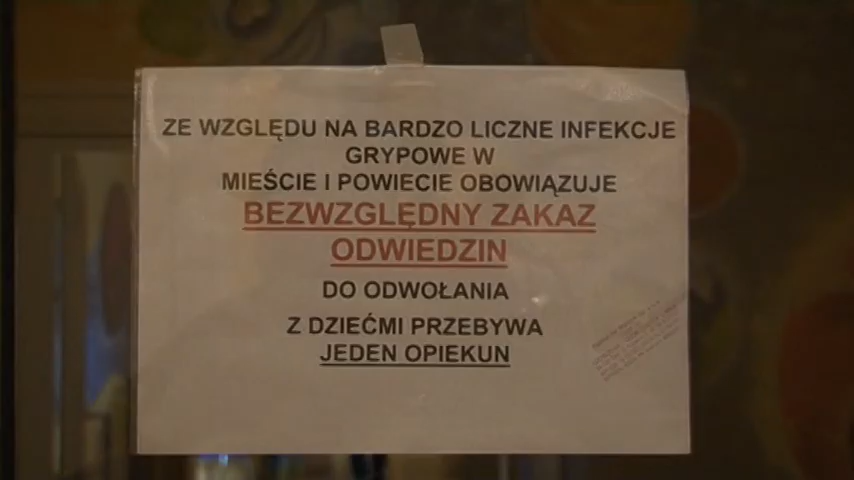 ZE WZGLĘDU NA BARDZO LICZNE INFEKCJE
GRYPOWE W
MIEŚCIE I POWIECIE OBOWIĄZUJE
BEZWZGLĘDNY ZAKAZ
ODWIEDZIN
DO ODWOŁANIA
Z DZIEĆMI PRZEBYWA
JEDEN OPIEKUN